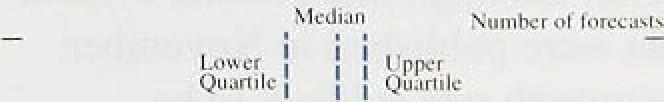 Median
Number of forecasts
Lower
Quartile
Upper
Quartile